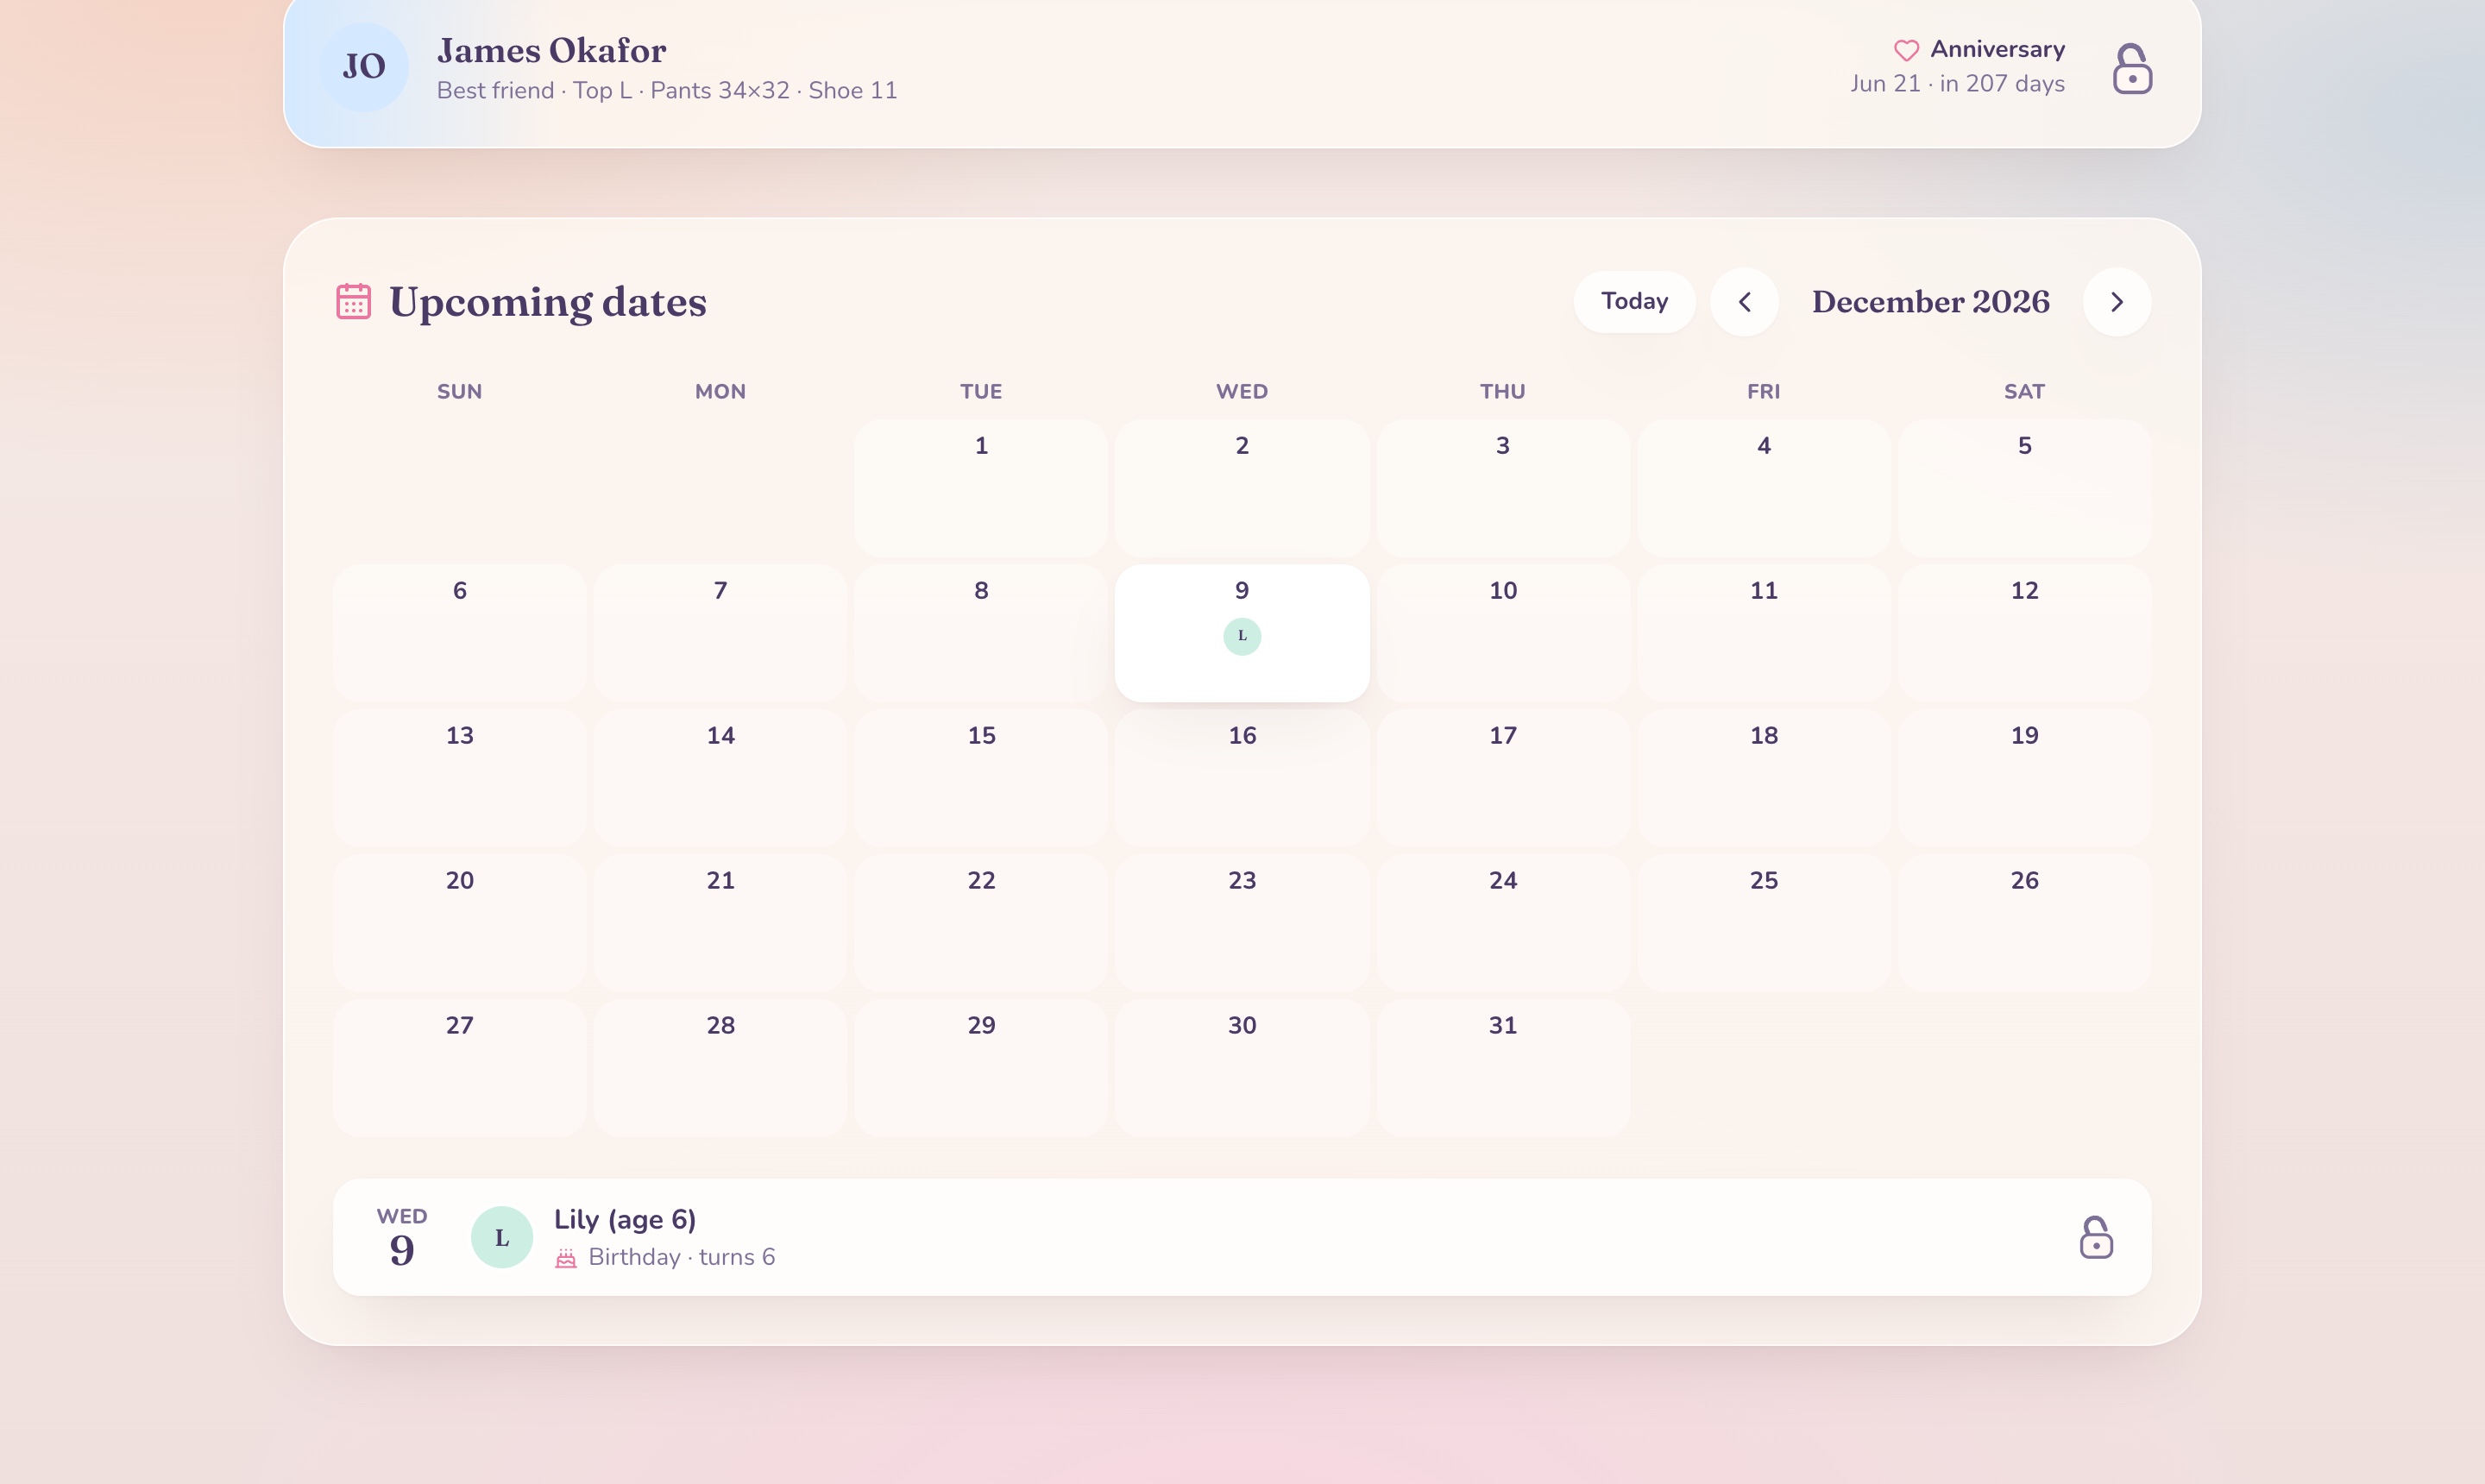 JO
James Okafor
Best friend · Top L · Pants 34×32 · Shoe 11
Anniversary
Jun 21 · in 207 days
Upcoming dates
Today
December 2026
SUN MON TUE WED THU FRI SAT
1 2 3 4 5
6 7 8 9 10 11 12
L
13 14 15 16 17 18 19
20 21 22 23 24 25 26
27 28 29 30 31
WED
9
L
Lily (age 6)
Birthday · turns 6